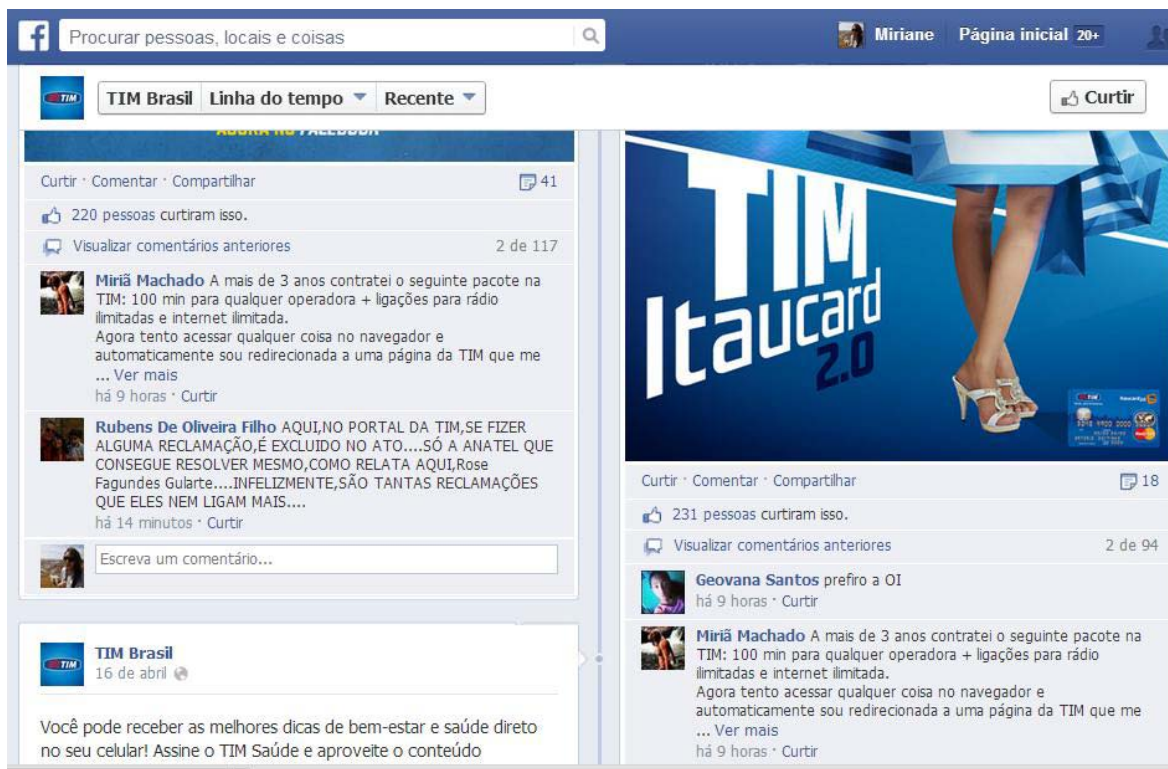 Procurar pessoas, locais e coisas
Miriane
Página inicial 20+
TIM
TIM Brasil
Linha do tempo
Recente
Curtir
AGORA NO FACEBOOK
Curtir · Comentar · Compartilhar
41
220 pessoas curtiram isso.
Visualizar comentários anteriores
2 de 117
Miriã Machado A mais de 3 anos contratei o seguinte pacote na
TIM: 100 min para qualquer operadora + ligações para rádio
ilimitadas e internet ilimitada.
Agora tento acessar qualquer coisa no navegador e
automaticamente sou redirecionada a uma página da TIM que me
... Ver mais
há 9 horas · Curtir
Rubens De Oliveira Filho AQUI,NO PORTAL DA TIM,SE FIZER
ALGUMA RECLAMAÇÃO,É EXCLUIDO NO ATO....SÓ A ANATEL QUE
CONSEGUE RESOLVER MESMO,COMO RELATA AQUI,Rose
Fagundes Gularte....INFELIZMENTE,SÃO TANTAS RECLAMAÇÕES
QUE ELES NEM LIGAM MAIS....
há 14 minutos · Curtir
Escreva um comentário...
TIM
TIM Brasil
16 de abril
Você pode receber as melhores dicas de bem-estar e saúde direto
no seu celular! Assine o TIM Saúde e aproveite o conteúdo
TIM
Itaucard
2.0
TIM
Curtir · Comentar · Compartilhar
18
231 pessoas curtiram isso.
Visualizar comentários anteriores
2 de 94
Geovana Santos prefiro a OI
há 9 horas · Curtir
Miriã Machado A mais de 3 anos contratei o seguinte pacote na
TIM: 100 min para qualquer operadora + ligações para rádio
ilimitadas e internet ilimitada.
Agora tento acessar qualquer coisa no navegador e
automaticamente sou redirecionada a uma página da TIM que me
... Ver mais
há 9 horas · Curtir